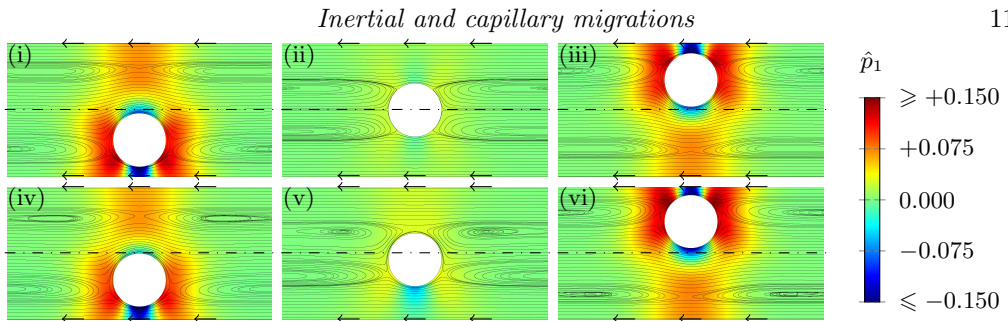 Inertial and capillary migrations 11
(i) (ii) (iii)
p̂₁
⩾ +0.150
+0.075
0.000
−0.075
⩽ −0.150
(iv) (v) (vi)